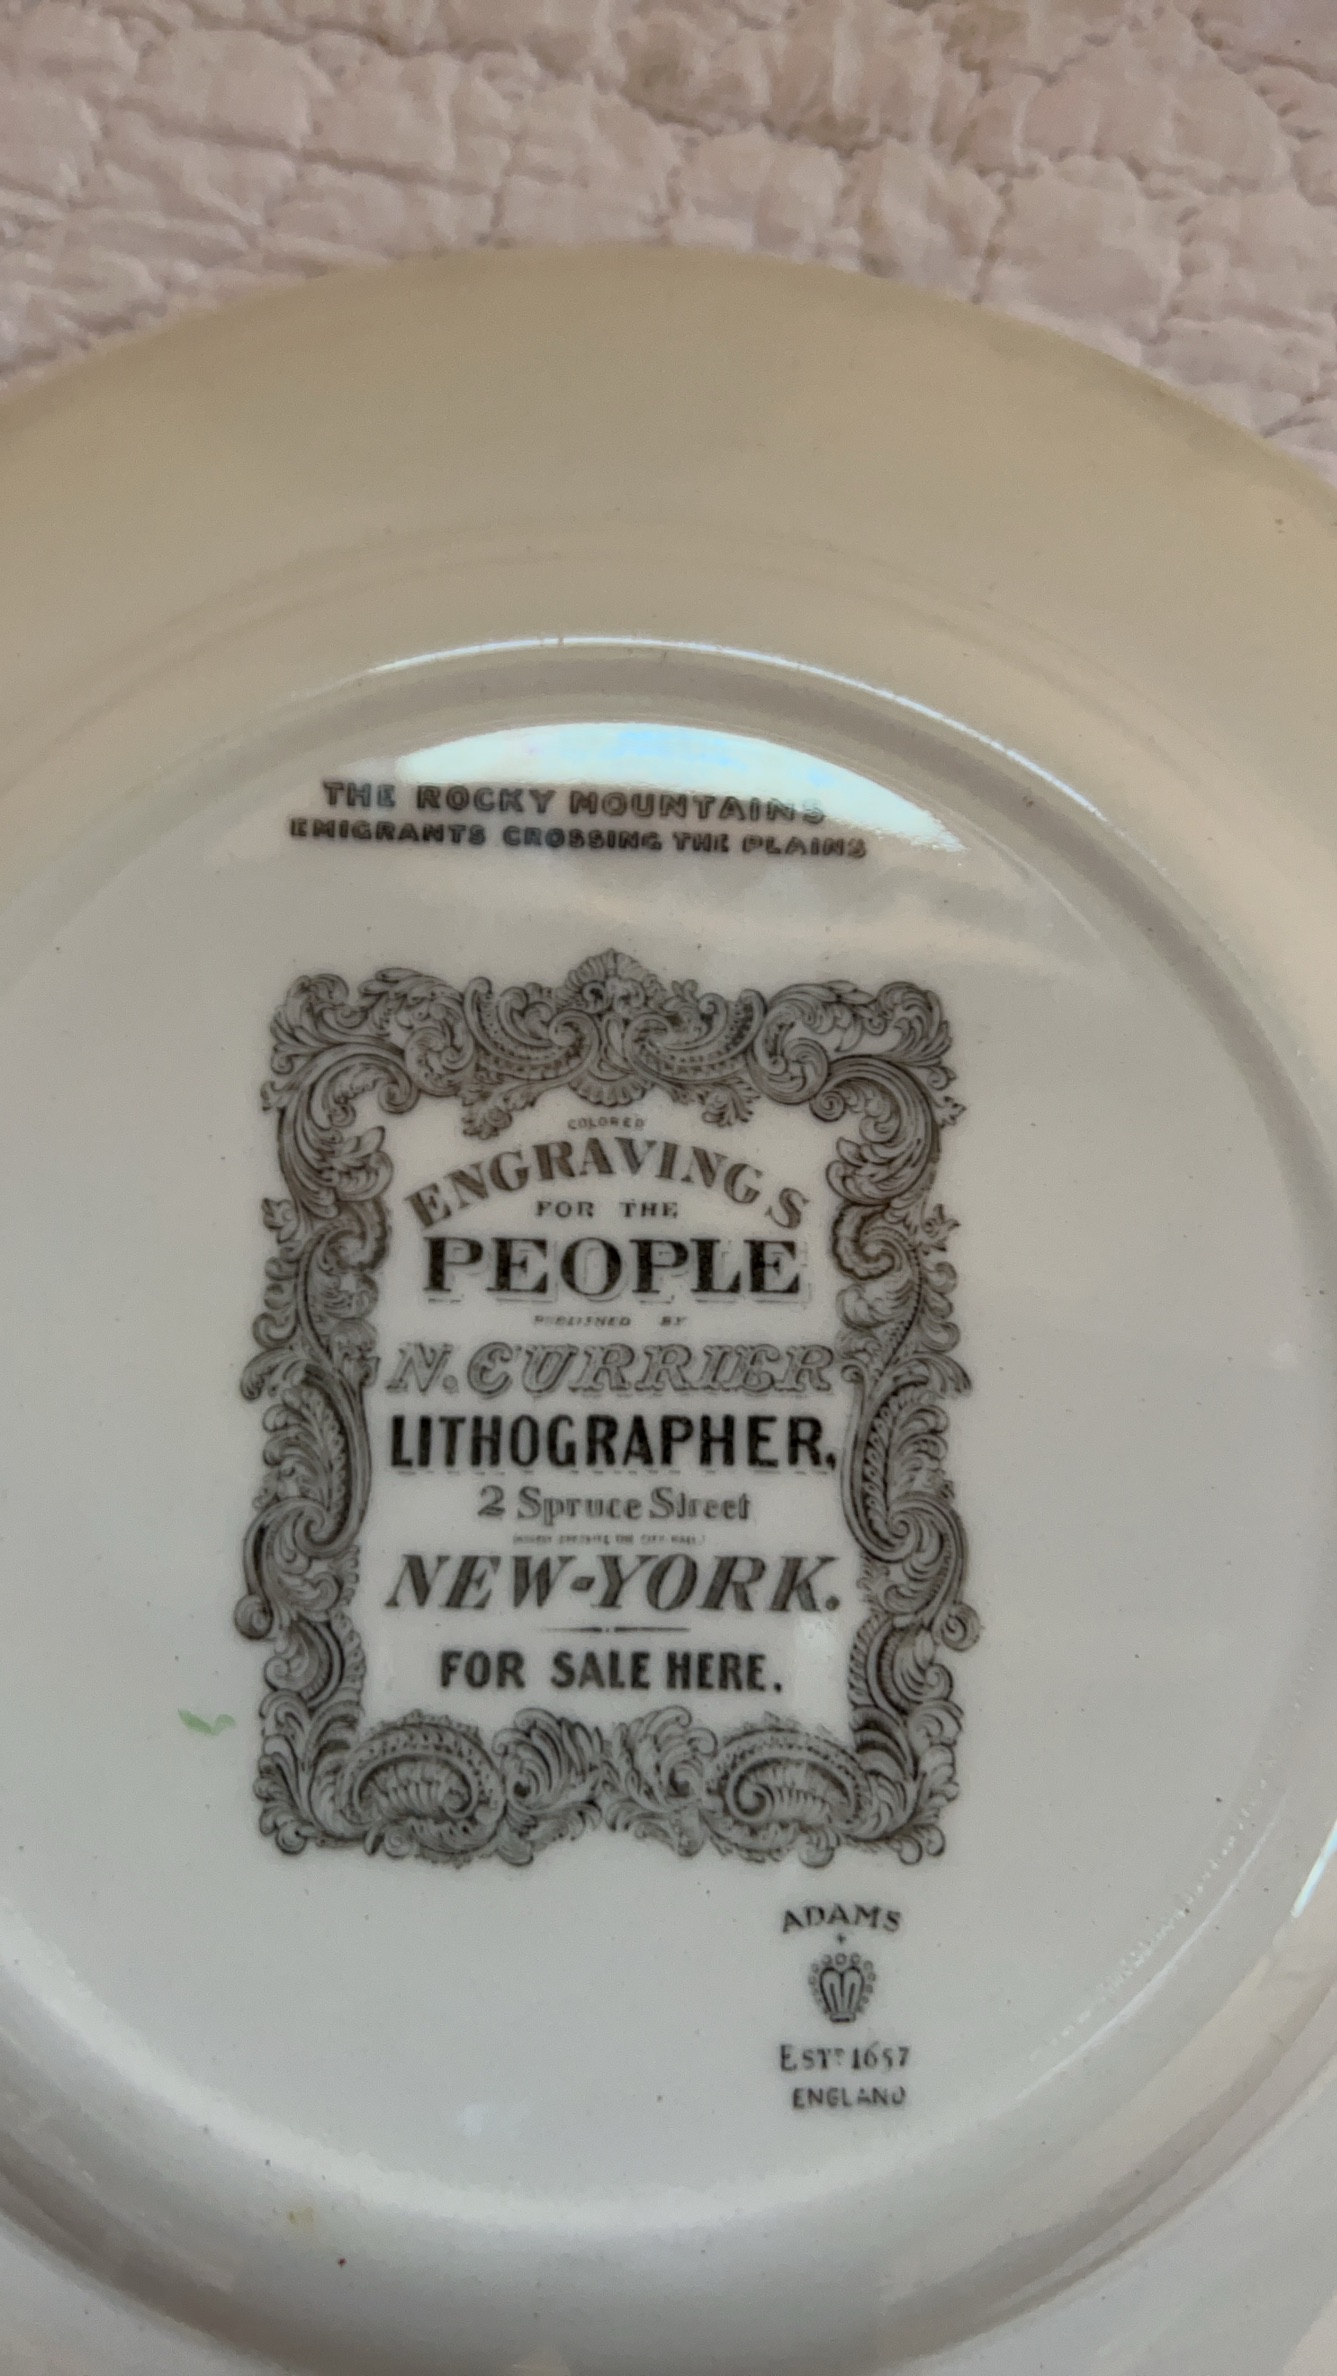 THE ROCKY MOUNTAINS
EMIGRANTS CROSSING THE PLAINS
COLORED
ENGRAVINGS
FOR THE
PEOPLE
PUBLISHED BY
N. CURRIER
LITHOGRAPHER,
2 Spruce Street
NEW-YORK.
FOR SALE HERE.
ADAMS
ESTD 1657
ENGLAND